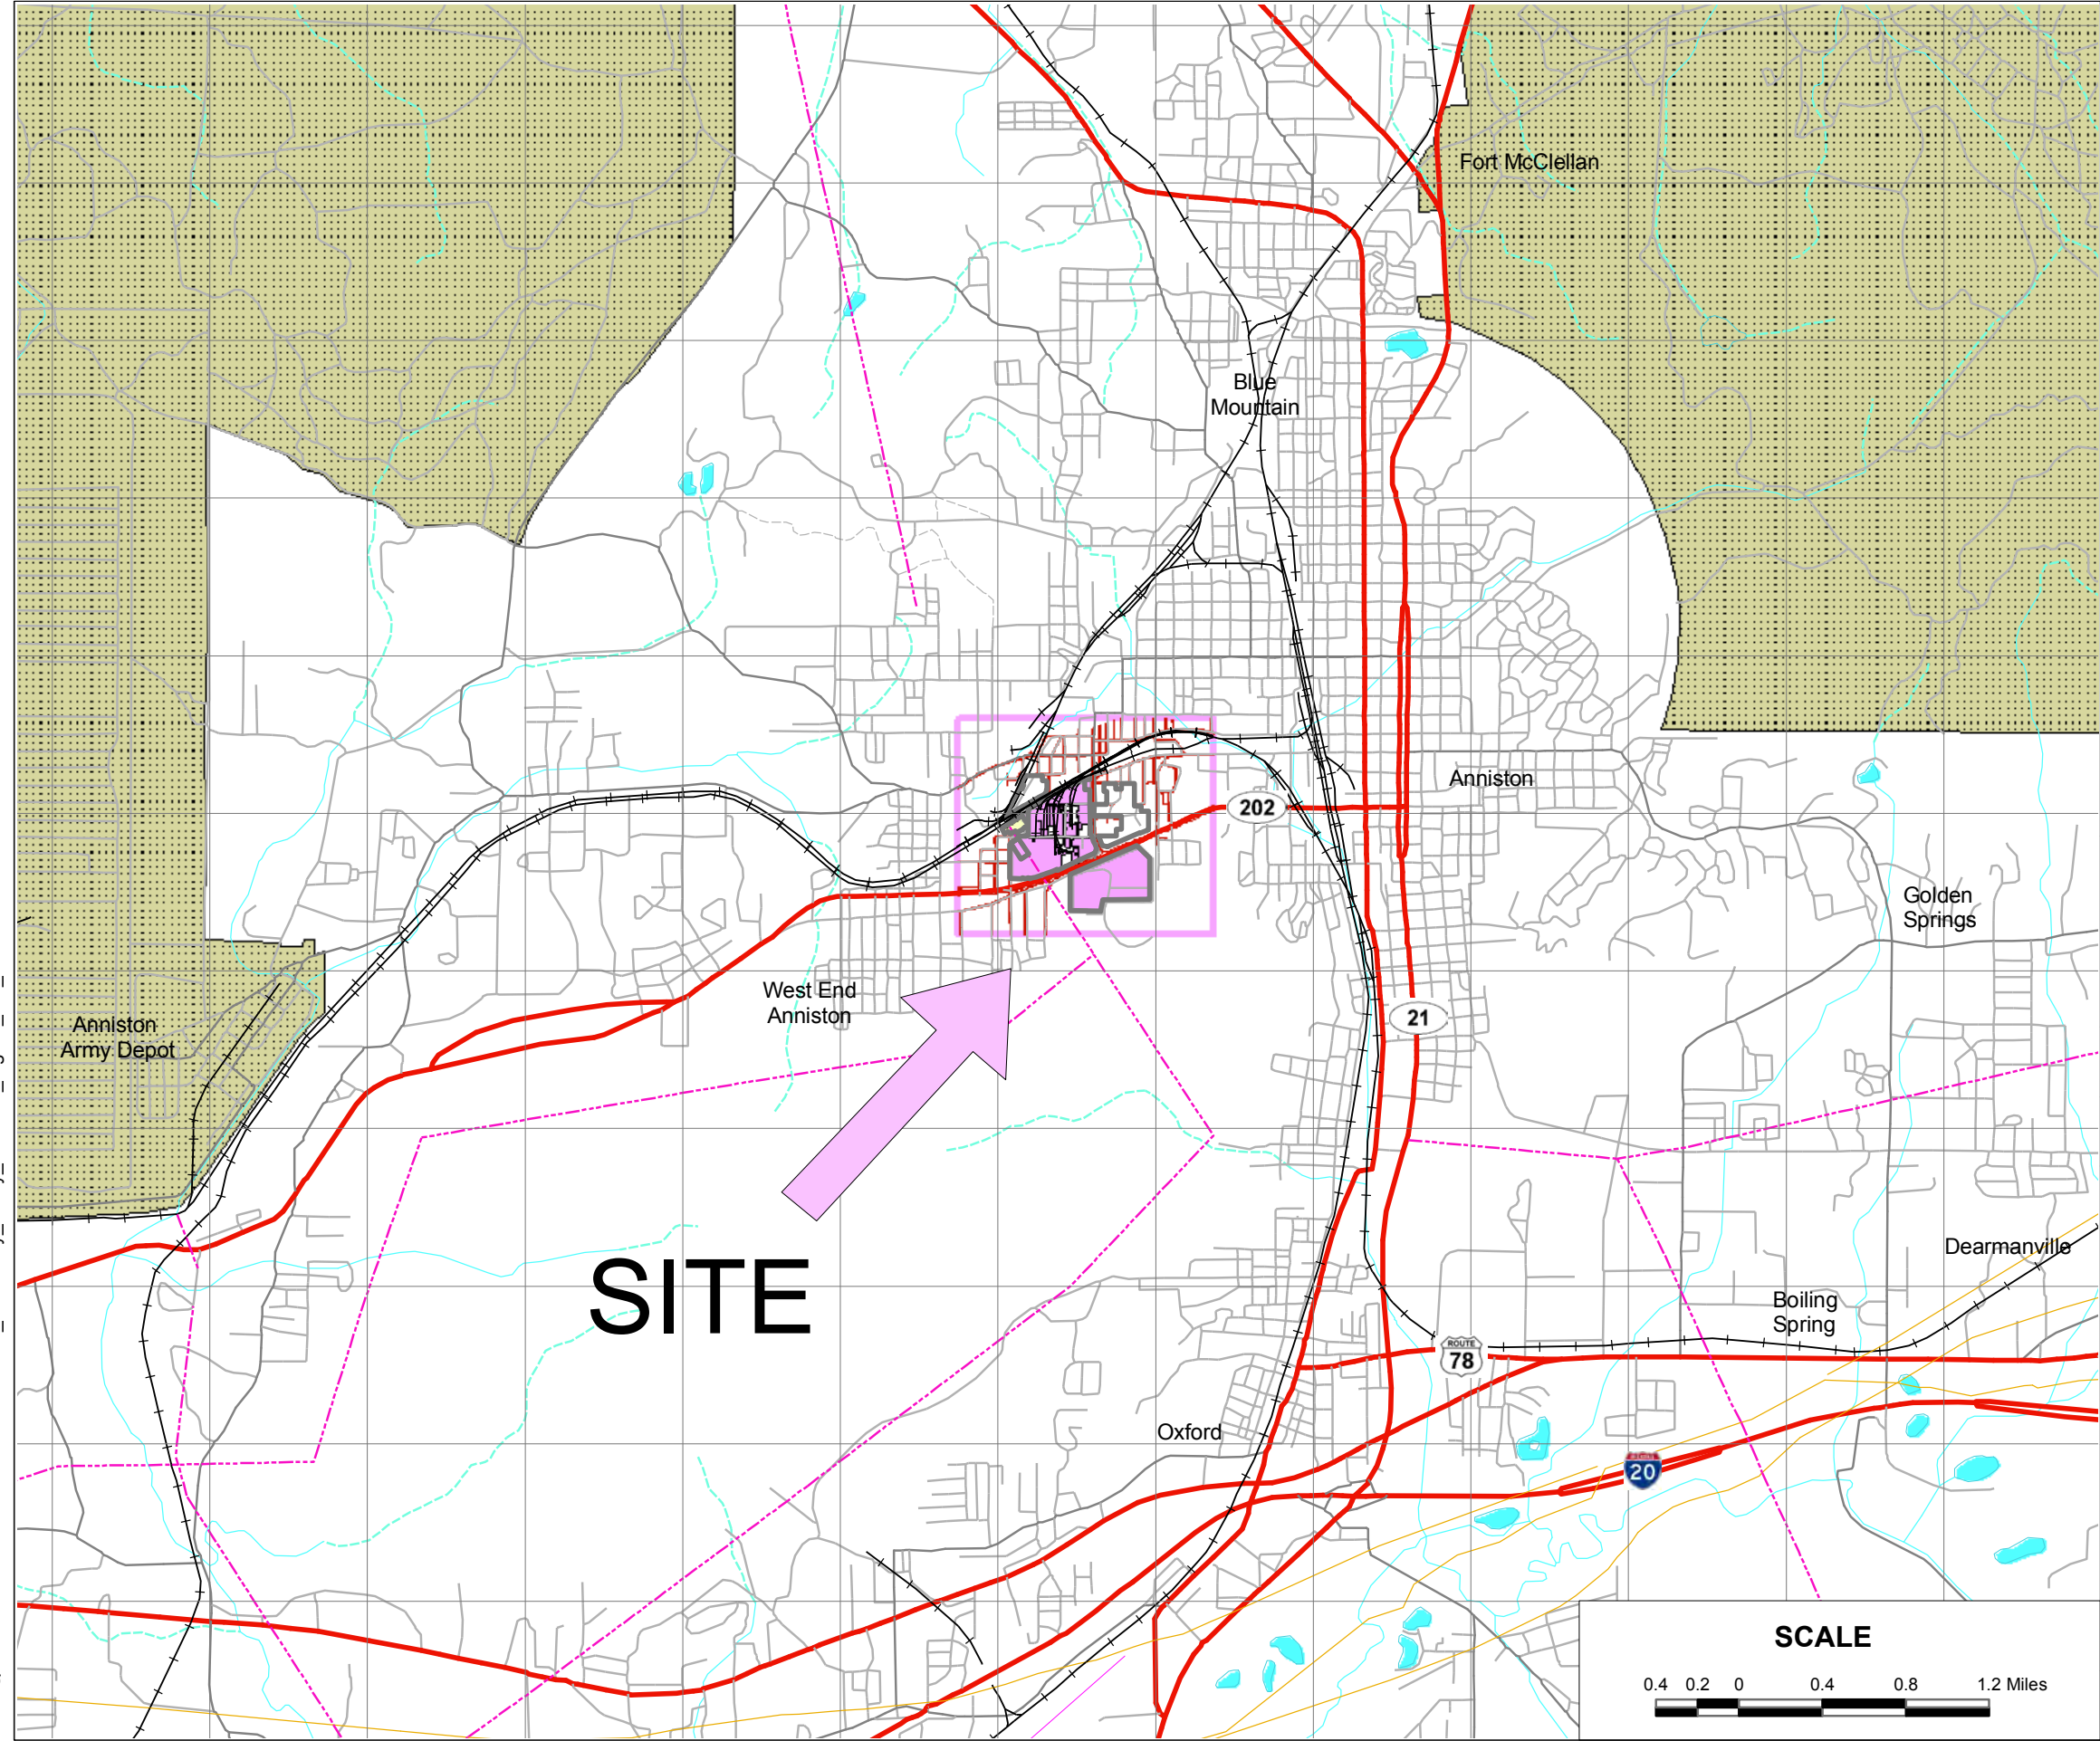 Fort McClellan
Blue
Mountain
Anniston
202
Golden
Springs
West End
Anniston
21
Anniston
Army Depot
SITE
Dearmanville
Boiling
Spring
ROUTE
78
Oxford
20
SCALE
0.4 0.2 0 0.4 0.8 1.2 Miles